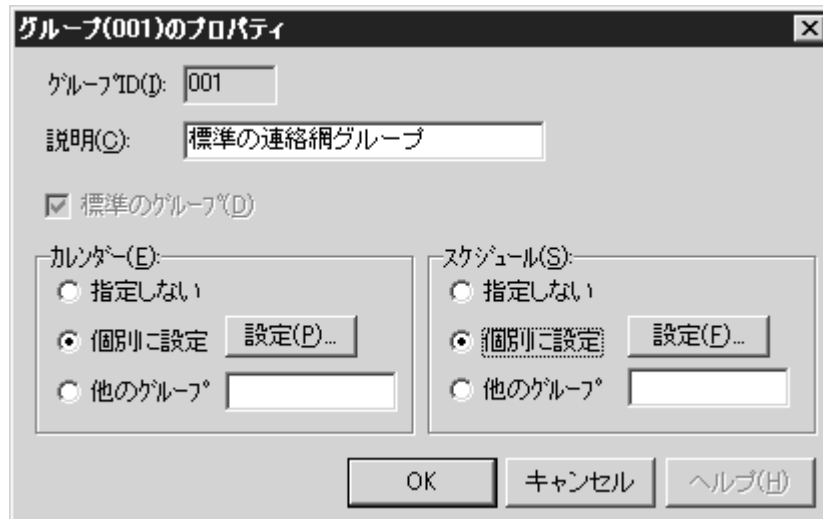 グループ(001)のプロパティ
ｸﾞﾙｰﾌﾟID(I): 001
説明(C): 標準の連絡網グループ
標準のｸﾞﾙｰﾌﾟ(D)
ｶﾚﾝﾀﾞｰ(E):
指定しない
個別に設定 設定(P)...
他のｸﾞﾙｰﾌﾟ
ｽｹｼﾞｭｰﾙ(S):
指定しない
個別に設定 設定(F)...
他のｸﾞﾙｰﾌﾟ
OK キャンセル ヘルプ(H)